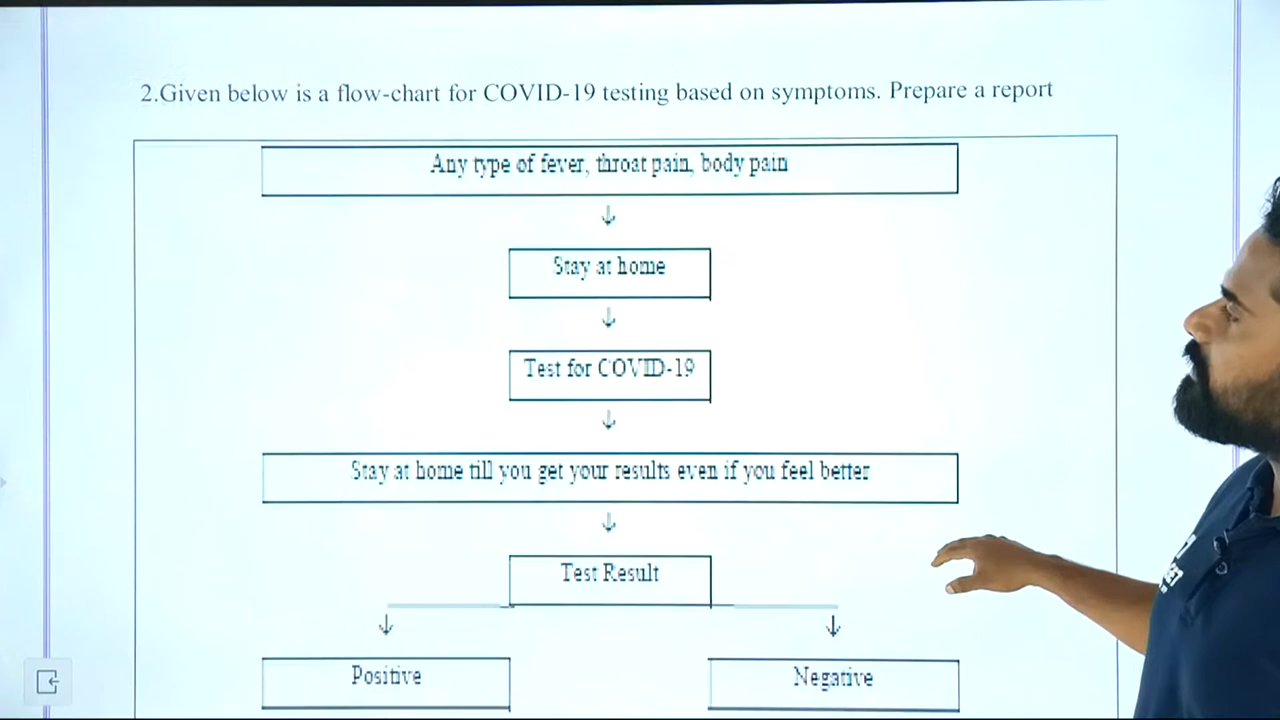 2.Given below is a flow-chart for COVID-19 testing based on symptoms. Prepare a report
Any type of fever, throat pain, body pain
Stay at home
Test for COVID-19
Stay at home till you get your results even if you feel better
Test Result
Positive
Negative